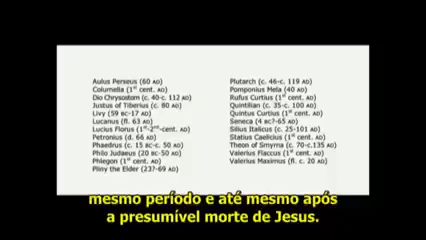 Aulus Perseus (60 AD)
Columella (1st cent. AD)
Dio Chrysostom (c. 40-c. 112 AD)
Justus of Tiberius (c. 80 AD)
Livy (59 BC-17 AD)
Lucanus (fl. 63 AD)
Lucius Florus (1st-2nd-cent. AD)
Petronius (d. 66 AD)
Phaedrus (c. 15 BC-c. 50 AD)
Philo Judaeus (20 BC-50 AD)
Phlegon (1st cent. AD)
Pliny the Elder (23?-69 AD)
Plutarch (c. 46-c. 119 AD)
Pomponius Mela (40 AD)
Rufus Curtius (1st cent. AD)
Quintilian (c. 35-c. 100 AD)
Quintus Curtius (1st cent. AD)
Seneca (4 BC?-65 AD)
Silius Italicus (c. 25-101 AD)
Statius Caelicius (1st cent. AD)
Theon of Smyrna (c. 70-c.135 AD)
Valerius Flaccus (1st cent. AD)
Valerius Maximus (fl. c. 20 AD)
mesmo período e até mesmo após
a presumível morte de Jesus.